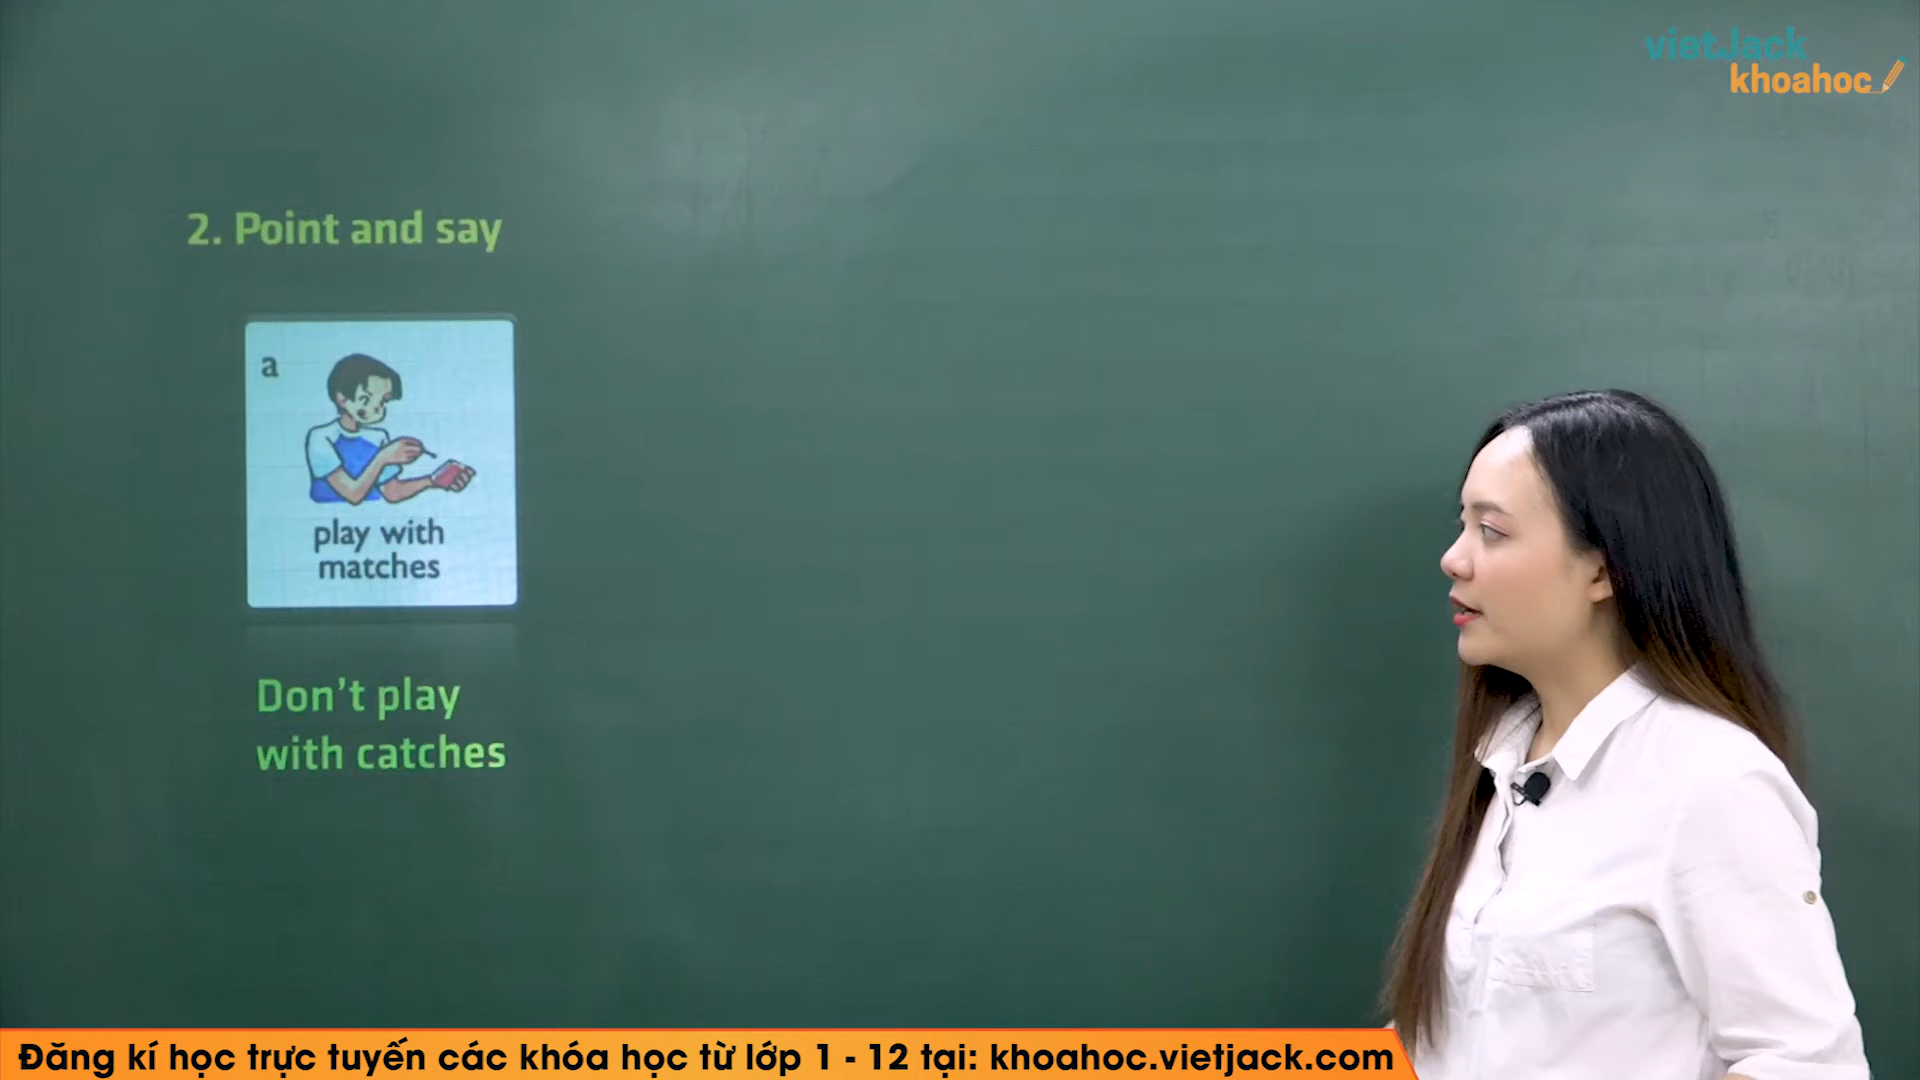 vietJack
khoahoc
2. Point and say
a
play with
matches
Don't play
with catches
Đăng kí học trực tuyến các khóa học từ lớp 1 - 12 tại: khoahoc.vietjack.com